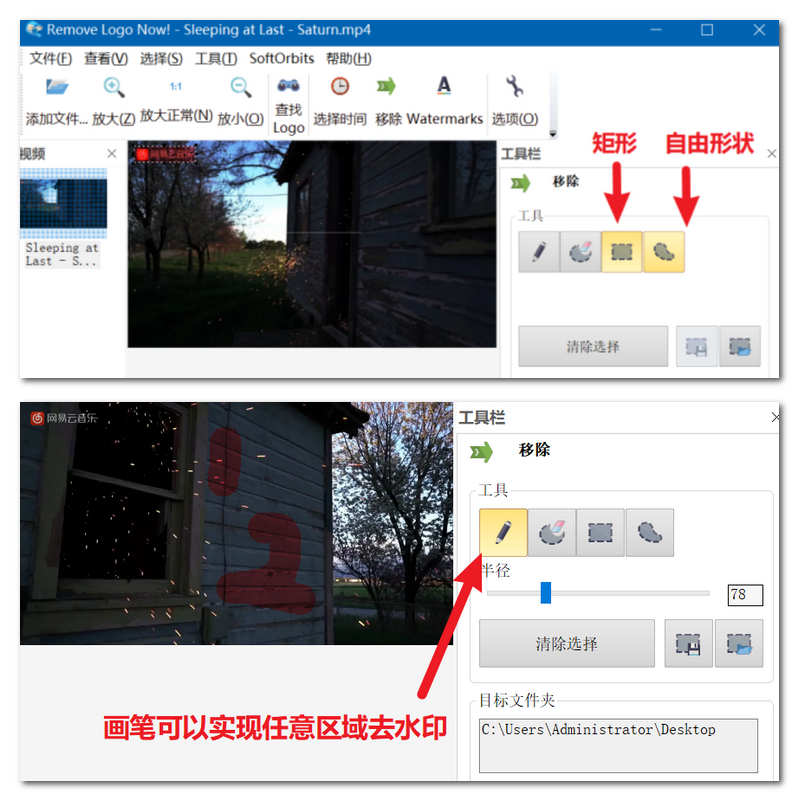 Remove Logo Now! - Sleeping at Last - Saturn.mp4
文件(F) 查看(V) 选择(S) 工具(T) SoftOrbits 帮助(H)
添加文件... 放大(Z) 1:1 放大正常(N) 放小(O) 查找 Logo 选择时间 移除 Watermarks 选项(O)
视频
网易云音乐
工具栏
矩形 自由形状
移除
工具
Sleeping at
Last - S...
清除选择
网易云音乐
工具栏
移除
工具
半径
78
清除选择
画笔可以实现任意区域去水印
目标文件夹
C:\Users\Administrator\Desktop